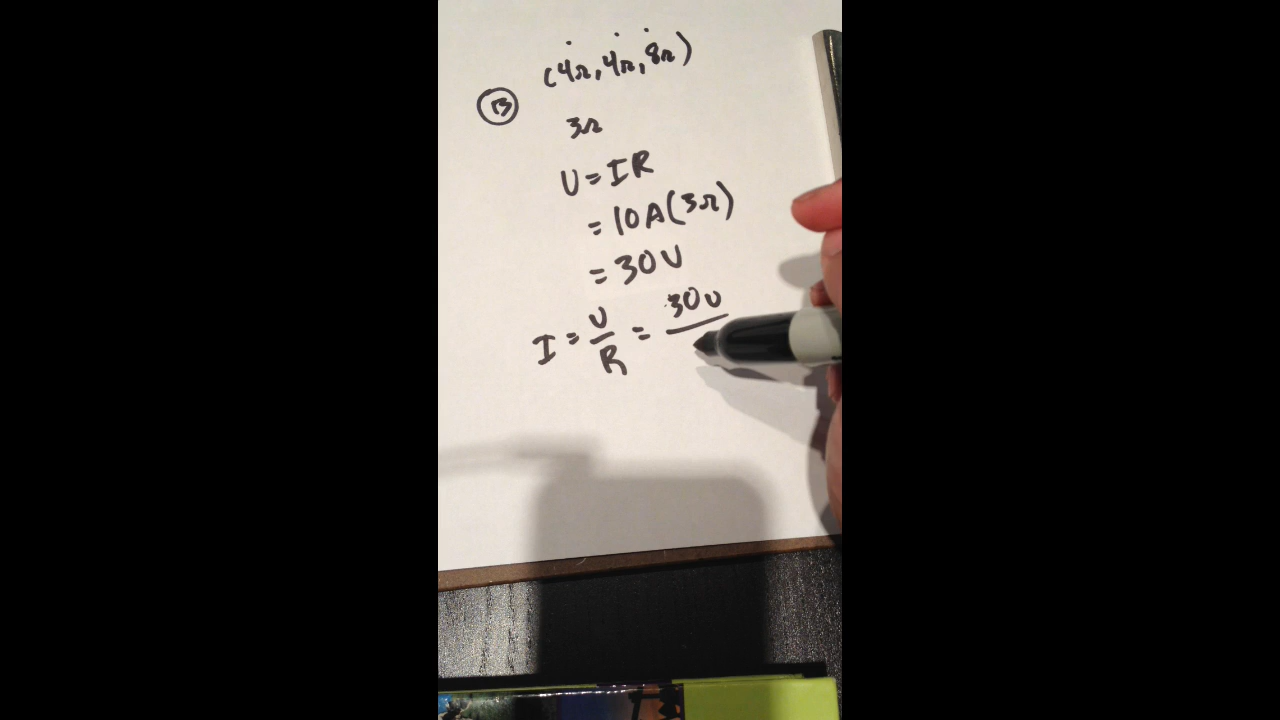 (4Ω, 4Ω, 8Ω)
13
3Ω
V = IR
= 10A(3Ω)
= 30V
I = V/R = 30V